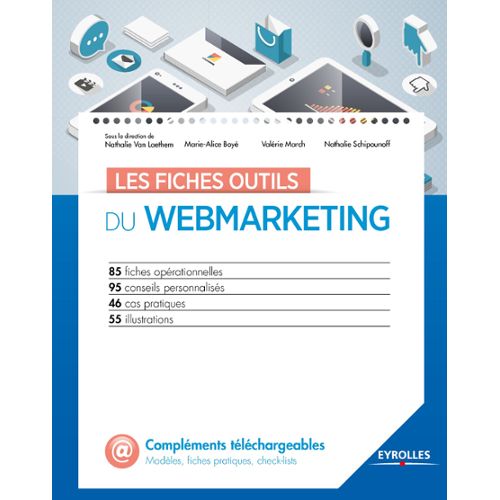 Sous la direction de
Nathalie Van Laethem Marie-Alice Boyé Valérie March Nathalie Schipounoff
LES FICHES OUTILS
DU WEBMARKETING
85 fiches opérationnelles
95 conseils personnalisés
46 cas pratiques
55 illustrations
@ Compléments téléchargeables
Modèles, fiches pratiques, check-lists
EYROLLES